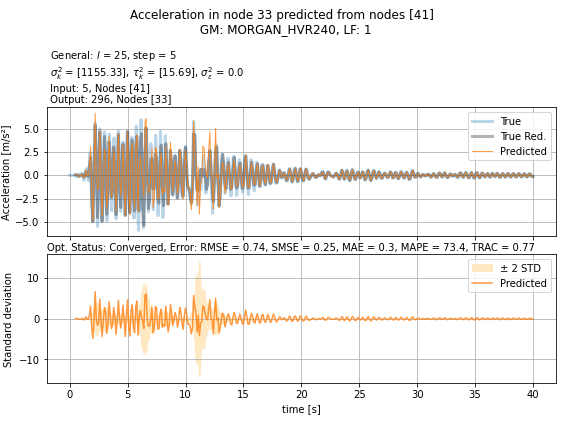 Acceleration in node 33 predicted from nodes [41]
GM: MORGAN_HVR240, LF: 1
General: l = 25, step = 5
σ²ₖ = [1155.33], τ²ₖ = [15.69], σ²ε = 0.0
Input: 5, Nodes [41]
Output: 296, Nodes [33]
Acceleration [m/s²]
5.0
2.5
0.0
−2.5
−5.0
True
True Red.
Predicted
Opt. Status: Converged, Error: RMSE = 0.74, SMSE = 0.25, MAE = 0.3, MAPE = 73.4, TRAC = 0.77
Standard deviation
10
0
−10
± 2 STD
Predicted
0 5 10 15 20 25 30 35 40
time [s]